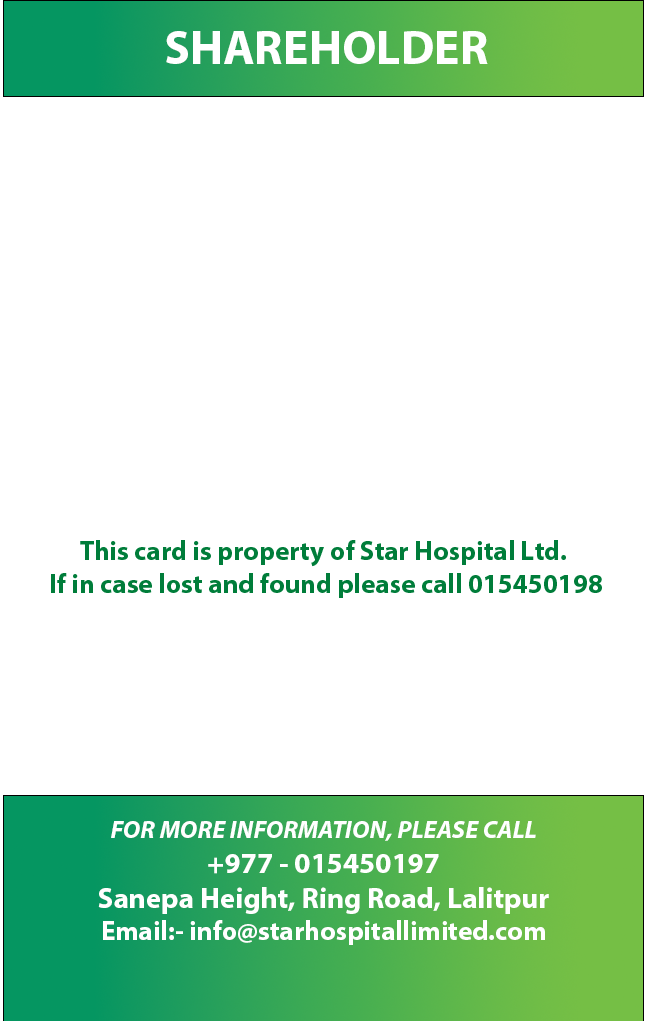 SHAREHOLDER
This card is property of Star Hospital Ltd.
If in case lost and found please call 015450198
FOR MORE INFORMATION, PLEASE CALL
+977 - 015450197
Sanepa Height, Ring Road, Lalitpur
Email:- info@starhospitallimited.com